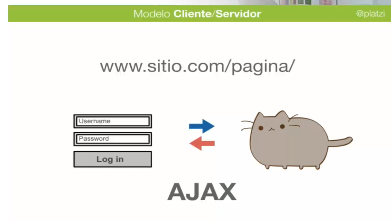 Modelo Cliente/Servidor
@platzi
www.sitio.com/pagina/
Username
Password
Log in
AJAX